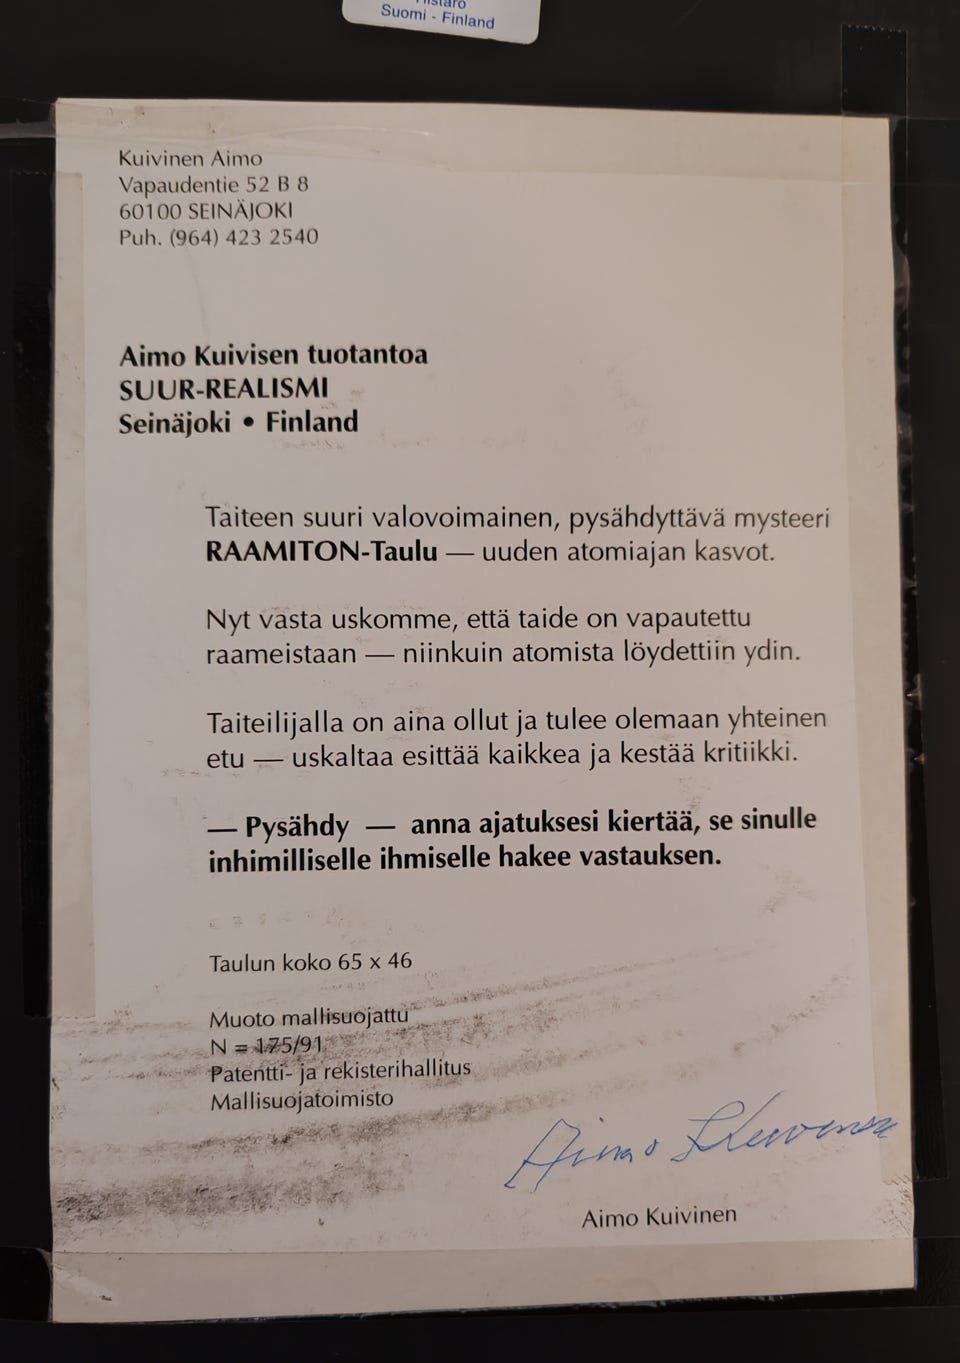 Suomi - Finland
Kuivinen Aimo
Vapaudentie 52 B 8
60100 SEINÄJOKI
Puh. (964) 423 2540
Aimo Kuivisen tuotantoa
SUUR-REALISMI
Seinäjoki • Finland
Taiteen suuri valovoimainen, pysähdyttävä mysteeri
RAAMITON-Taulu — uuden atomiajan kasvot.
Nyt vasta uskomme, että taide on vapautettu
raameistaan — niinkuin atomista löydettiin ydin.
Taiteilijalla on aina ollut ja tulee olemaan yhteinen
etu — uskaltaa esittää kaikkea ja kestää kritiikki.
— Pysähdy — anna ajatuksesi kiertää, se sinulle
inhimilliselle ihmiselle hakee vastauksen.
Taulun koko 65 x 46
Muoto mallisuojattu
N = 175/91
Patentti- ja rekisterihallitus
Mallisuojatoimisto
Aimo Kuivinen
Aimo Kuivinen